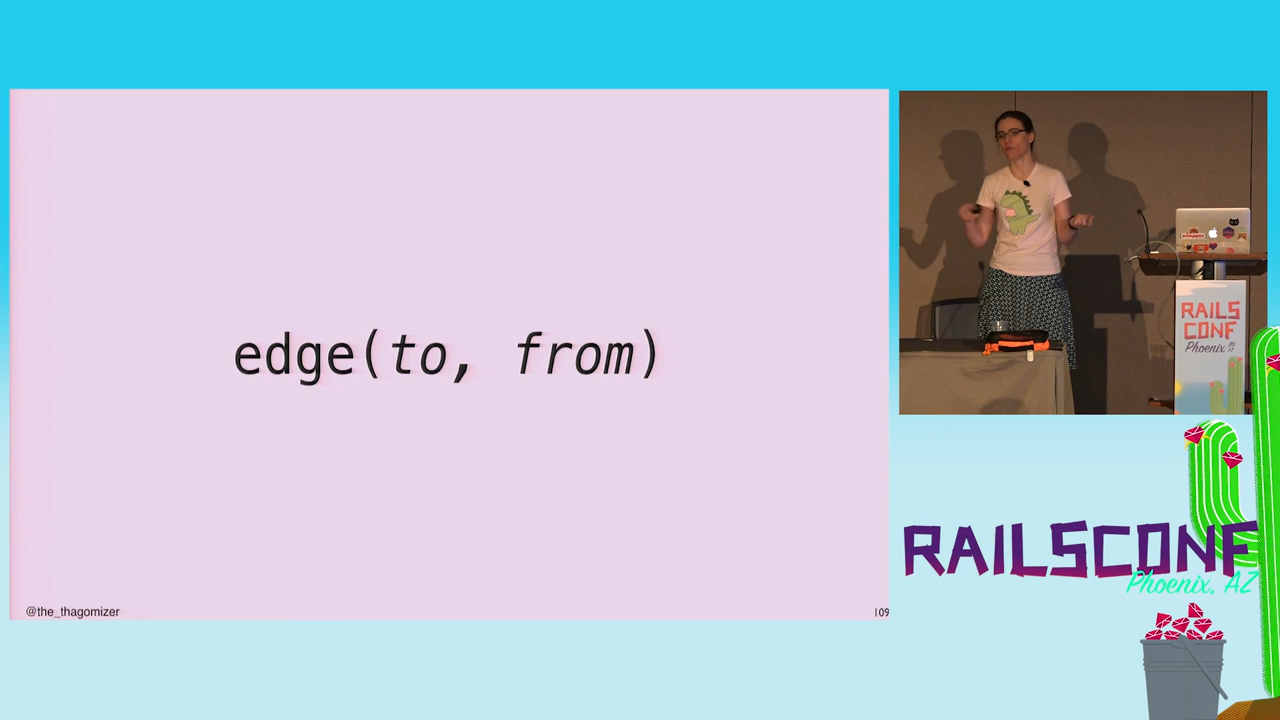 edge(to, from)
@the_thagomizer
109
RAILS
CONF
Phoenix
RAILSCONF
Phoenix, AZ